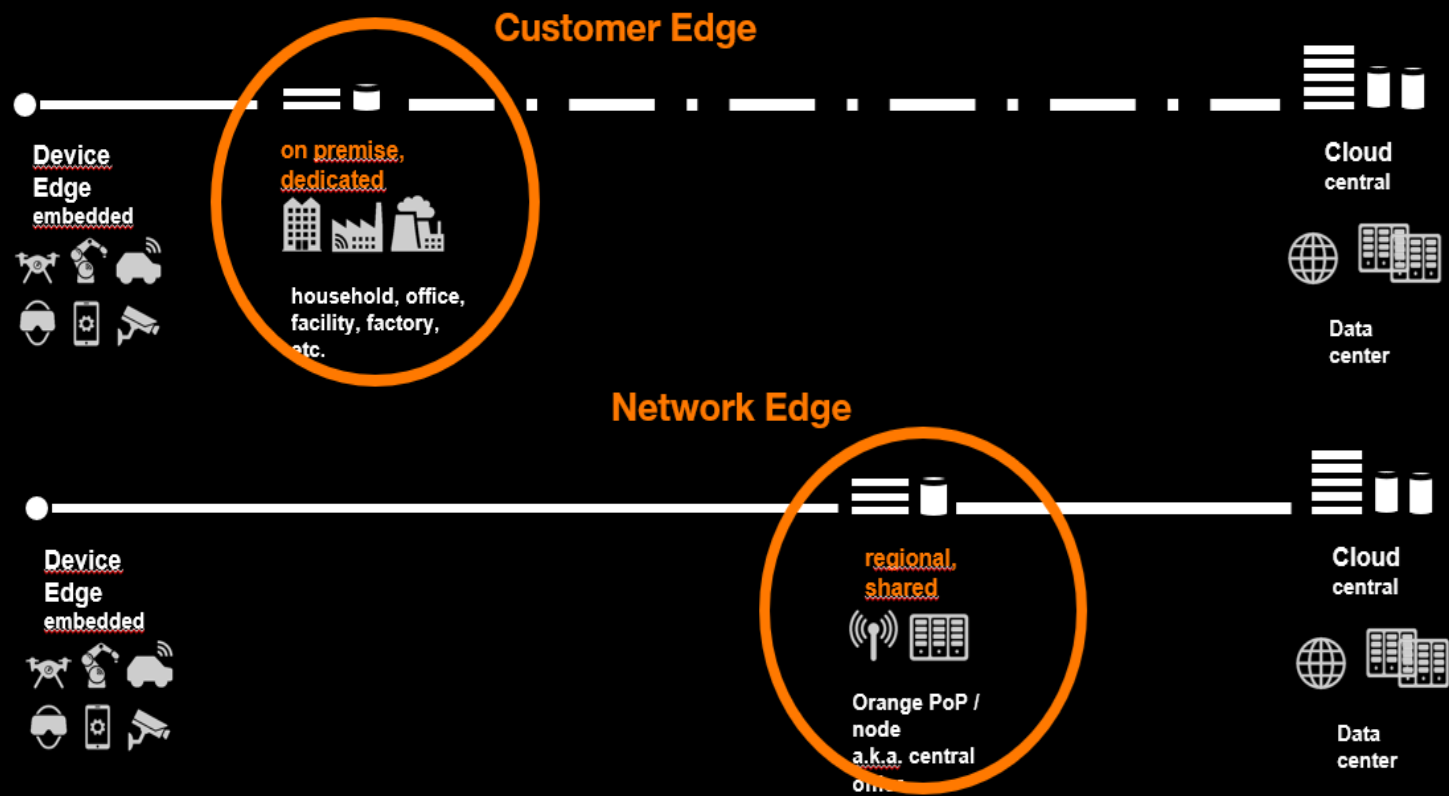 Customer Edge
Device
Edge
embedded
on premise,
dedicated
household, office,
facility, factory,
etc.
Cloud
central
Data
center
Network Edge
Device
Edge
embedded
regional,
shared
Orange PoP /
node
a.k.a. central
Cloud
central
Data
center